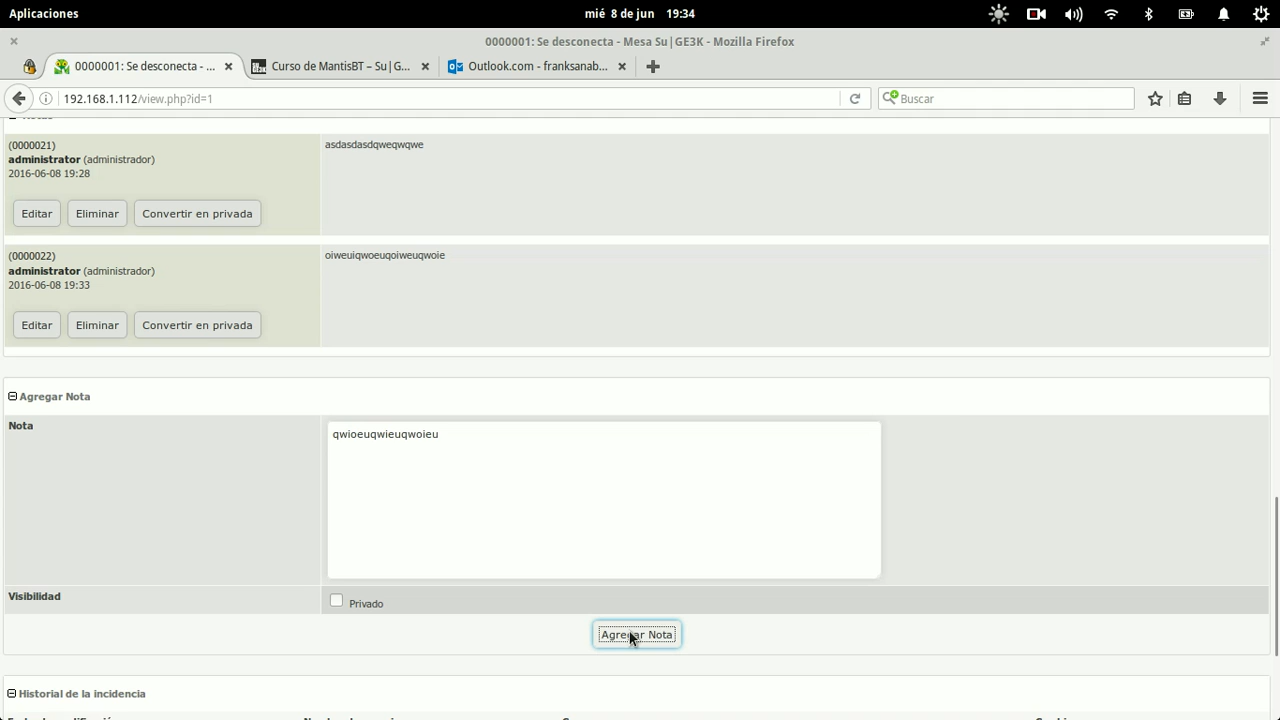 Aplicaciones
mié 8 de jun 19:34
0000001: Se desconecta - Mesa Su|GE3K - Mozilla Firefox
0000001: Se desconecta - ...
Curso de MantisBT – Su|G...
Outlook.com - franksanab...
192.168.1.112/view.php?id=1
Buscar
(0000021)
asdasdasdqweqwqwe
administrator (administrador)
2016-06-08 19:28
Editar
Eliminar
Convertir en privada
(0000022)
oiweuiqwoeuqoiweuqwoie
administrator (administrador)
2016-06-08 19:33
Editar
Eliminar
Convertir en privada
Agregar Nota
Nota
qwioeuqwieuqwoieu
Visibilidad
Privado
Agregar Nota
Historial de la incidencia